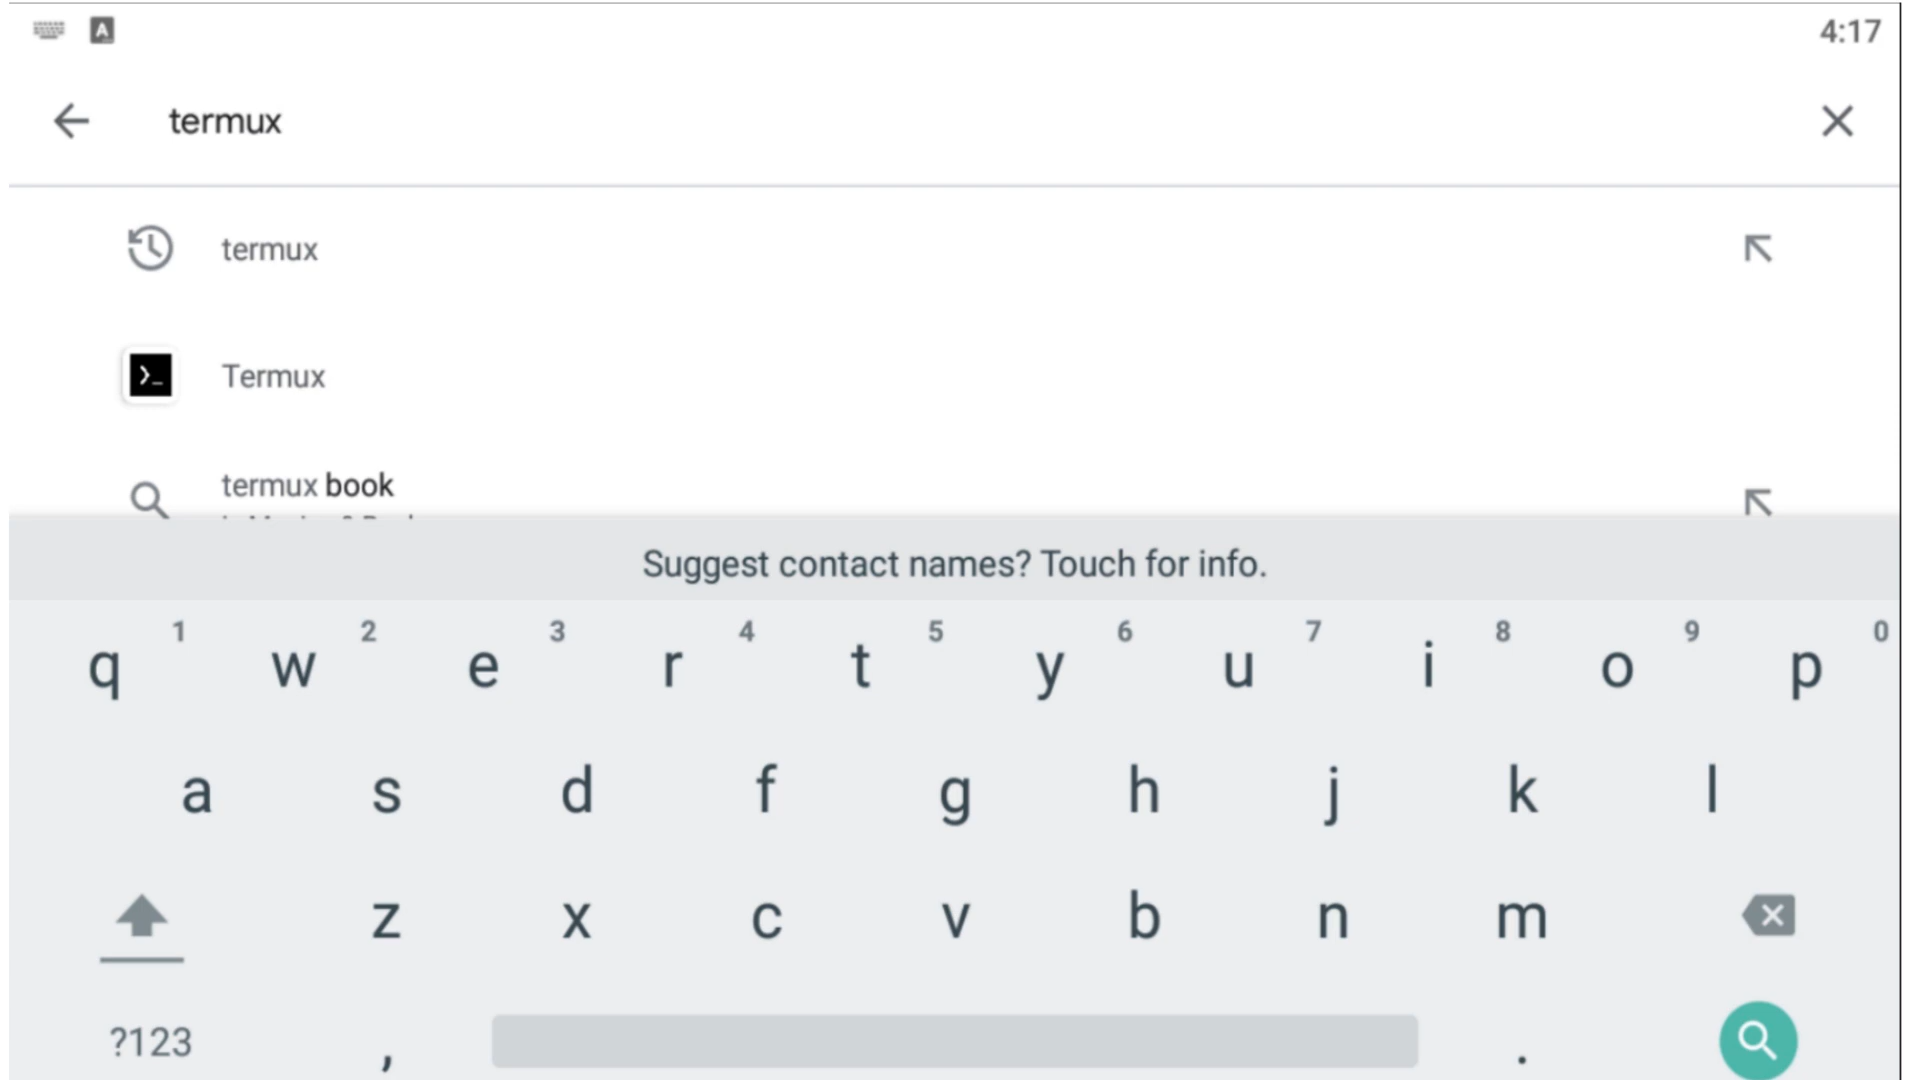 A
4:17
termux
termux
Termux
termux book
Suggest contact names? Touch for info.
1 2 3 4 5 6 7 8 9 0
q w e r t y u i o p
a s d f g h j k l
z x c v b n m
?123 , .